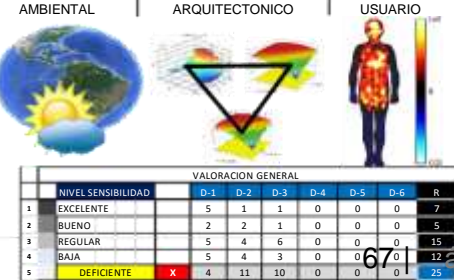 AMBIENTAL ARQUITECTONICO USUARIO
VALORACION GENERAL
NIVEL SENSIBILIDAD D-1 D-2 D-3 D-4 D-5 D-6 R
1 EXCELENTE 5 1 1 0 0 0 7
2 BUENO 2 2 1 0 0 0 5
3 REGULAR 5 4 6 0 0 0 15
4 BAJA 5 4 3 0 0 0 12
5 DEFICIENTE X 4 11 10 0 0 25
67 |